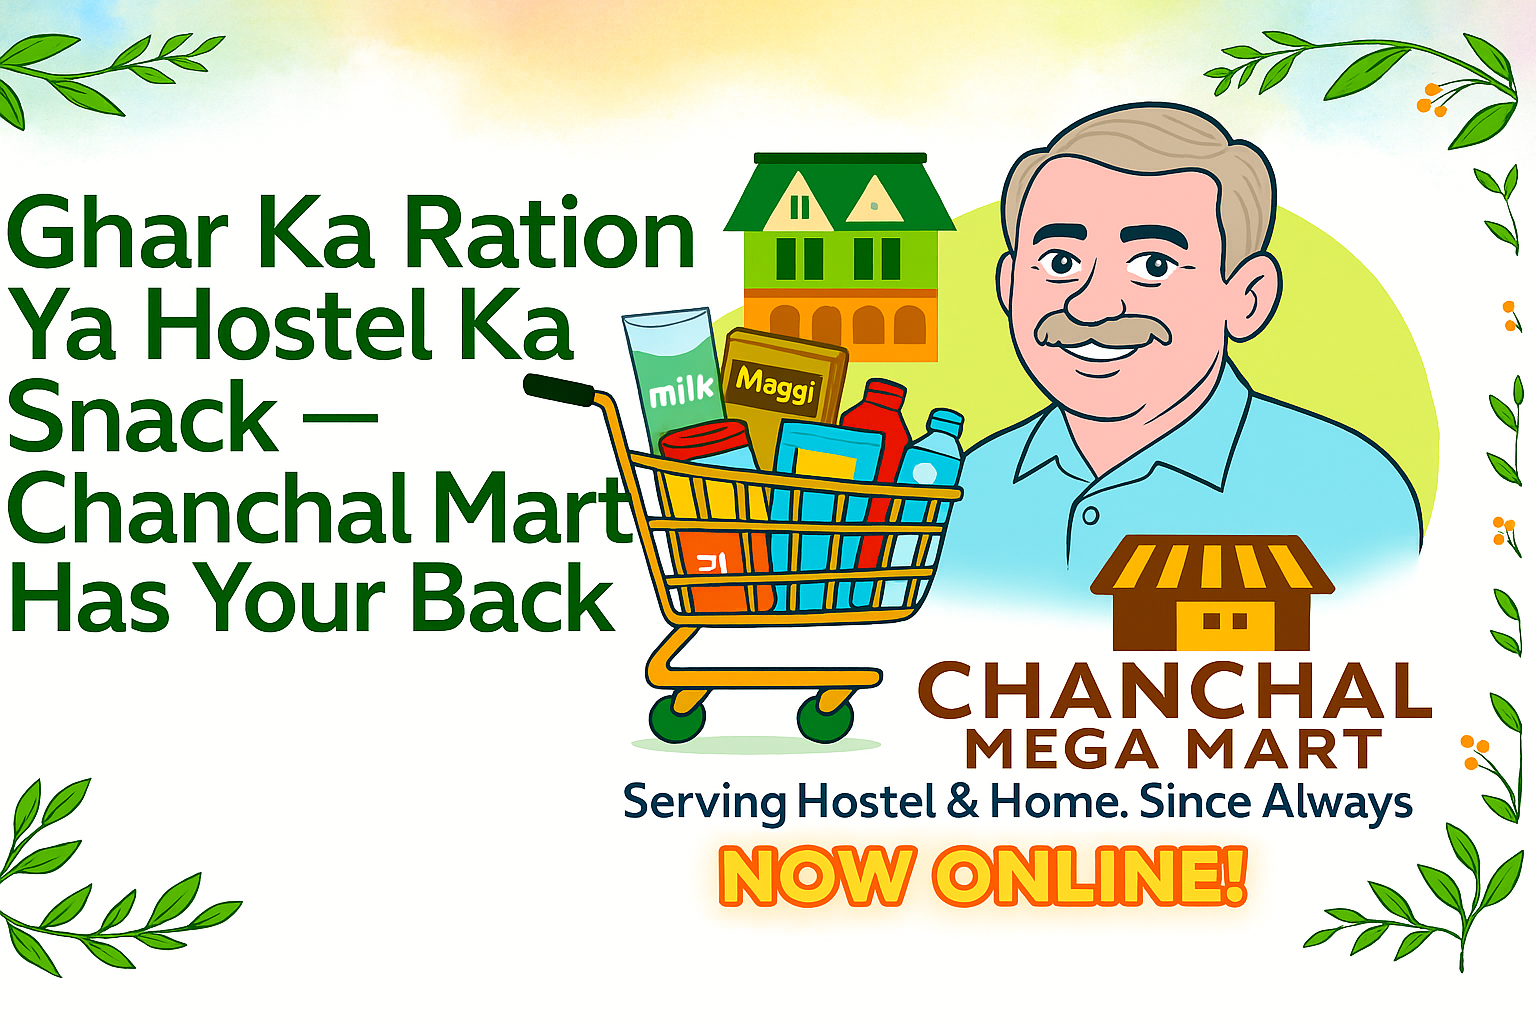 Ghar Ka Ration
Ya Hostel Ka
Snack —
Chanchal Mart
Has Your Back
milk
Maggi
CHANCHAL
MEGA MART
Serving Hostel & Home. Since Always
NOW ONLINE!